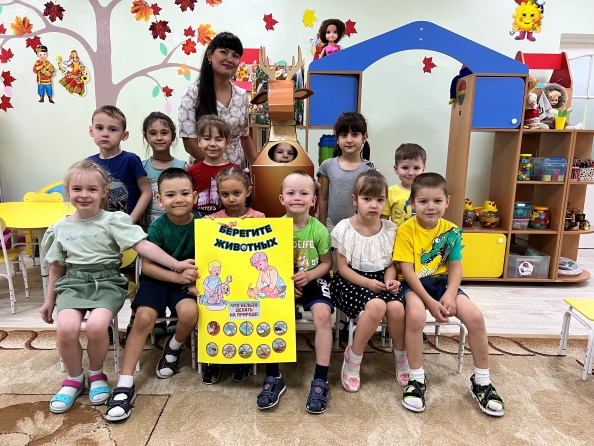 БЕРЕГИТЕ
ЖИВОТНЫХ
ЧТО НЕЛЬЗЯ
ДЕЛАТЬ
НА ПРИРОДЕ!